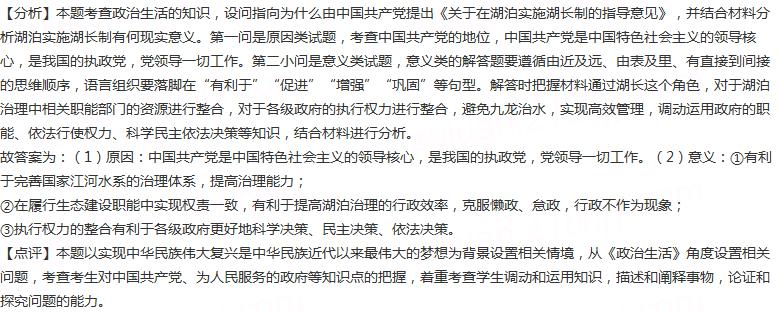 【分析】本题考查政治生活的知识，设问指向为什么由中国共产党提出《关于在湖泊实施湖长制的指导意见》，并结合材料分
析湖泊实施湖长制有何现实意义。第一问是原因类试题，考查中国共产党的地位，中国共产党是中国特色社会主义的领导核
心，是我国的执政党，党领导一切工作。第二小问是意义类试题，意义类的解答题要遵循由近及远、由表及里、有直接到间接
的思维顺序，语言组织要落脚在“有利于”“促进”“增强”“巩固”等句型。解答时把握材料通过湖长这个角色，对于湖泊
治理中相关职能部门的资源进行整合，对于各级政府的执行权力进行整合，避免九龙治水，实现高效管理，调动运用政府的职
能、依法行使权力、科学民主依法决策等知识，结合材料进行分析。
故答案为：（1）原因：中国共产党是中国特色社会主义的领导核心，是我国的执政党，党领导一切工作。（2）意义：①有利
于完善国家江河水系的治理体系，提高治理能力；
②在履行生态建设职能中实现权责一致，有利于提高湖泊治理的行政效率，克服懒政、怠政，行政不作为现象；
③执行权力的整合有利于各级政府更好地科学决策、民主决策、依法决策。
【点评】本题以实现中华民族伟大复兴是中华民族近代以来最伟大的梦想为背景设置相关情境，从《政治生活》角度设置相关
问题，考查考生对中国共产党、为人民服务的政府等知识点的把握，着重考查学生调动和运用知识，描述和阐释事物，论证和
探究问题的能力。